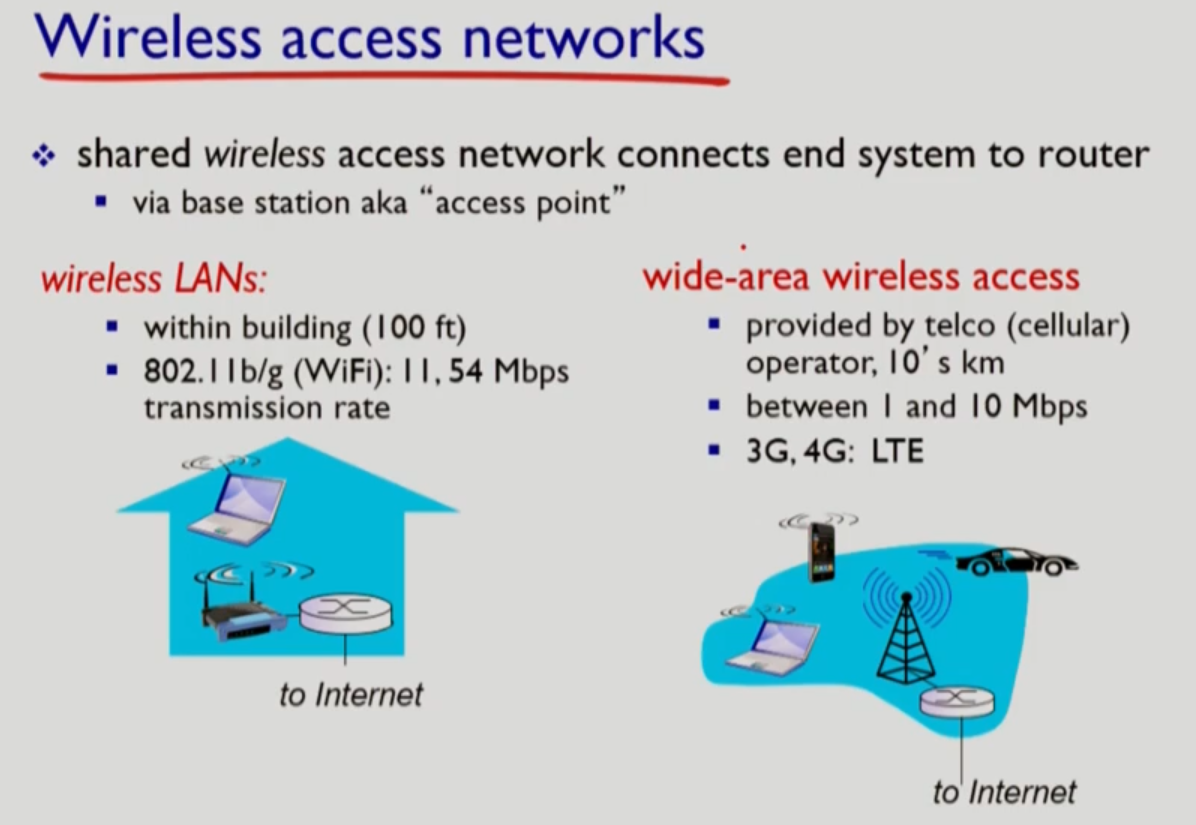 Wireless access networks
❖ shared wireless access network connects end system to router
▪ via base station aka “access point”
wireless LANs:
▪ within building (100 ft)
▪ 802.11b/g (WiFi): 11, 54 Mbps
transmission rate
to Internet
wide-area wireless access
▪ provided by telco (cellular)
operator, 10’ s km
▪ between 1 and 10 Mbps
▪ 3G, 4G: LTE
to Internet